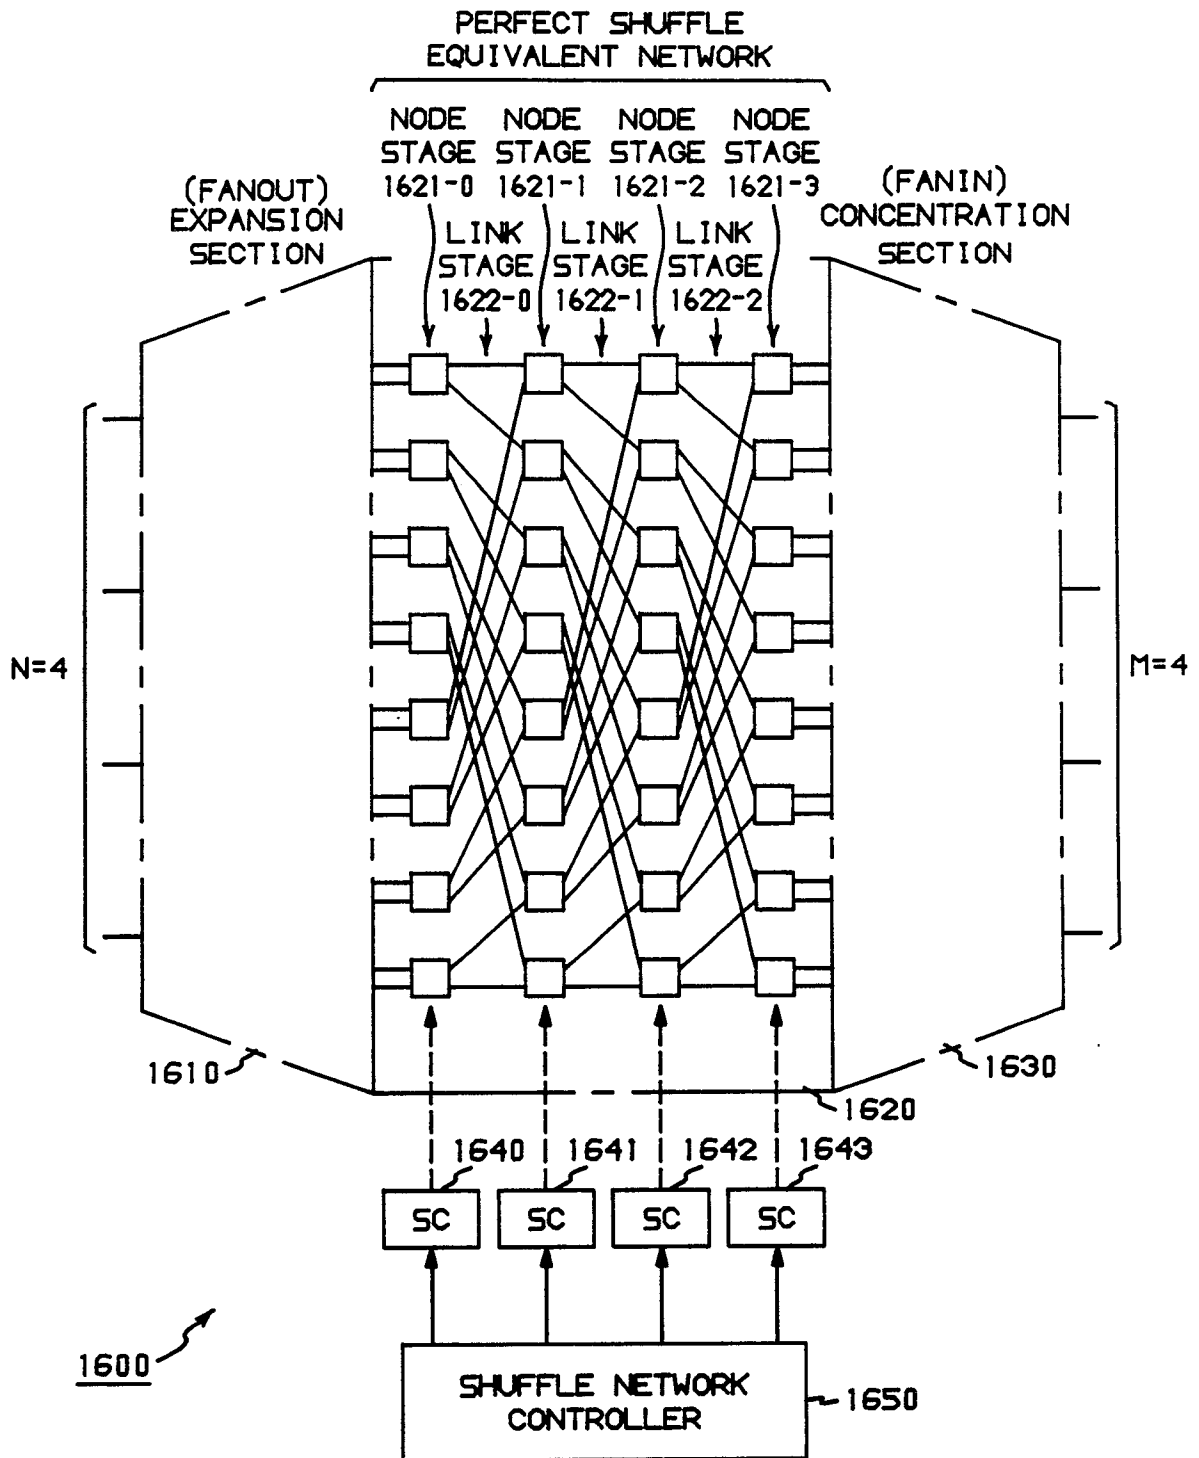 PERFECT SHUFFLE
EQUIVALENT NETWORK
NODE NODE NODE NODE
STAGE STAGE STAGE STAGE
1621-0 1621-1 1621-2 1621-3
(FANOUT)
EXPANSION
SECTION
(FANIN)
CONCENTRATION
SECTION
LINK LINK LINK
STAGE STAGE STAGE
1622-0 1622-1 1622-2
N=4
M=4
1610
1630
1620
1640 1641 1642 1643
SC SC SC SC
1600
SHUFFLE NETWORK
CONTROLLER
1650